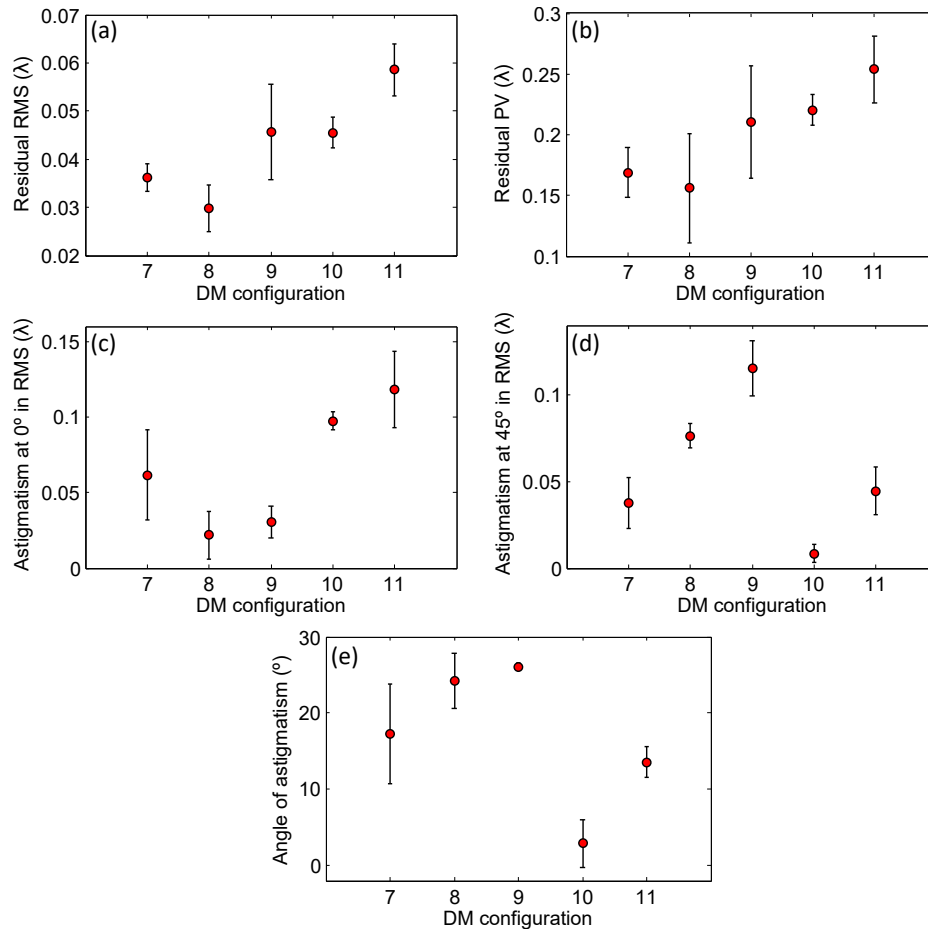 (a)
Residual RMS (λ)
0.07
0.06
0.05
0.04
0.03
0.02
7 8 9 10 11
DM configuration
(b)
Residual PV (λ)
0.3
0.25
0.2
0.15
0.1
7 8 9 10 11
DM configuration
(c)
Astigmatism at 0º in RMS (λ)
0.15
0.1
0.05
0
7 8 9 10 11
DM configuration
(d)
Astigmatism at 45º in RMS (λ)
0.1
0.05
0
7 8 9 10 11
DM configuration
(e)
Angle of astigmatism (º)
30
20
10
0
7 8 9 10 11
DM configuration